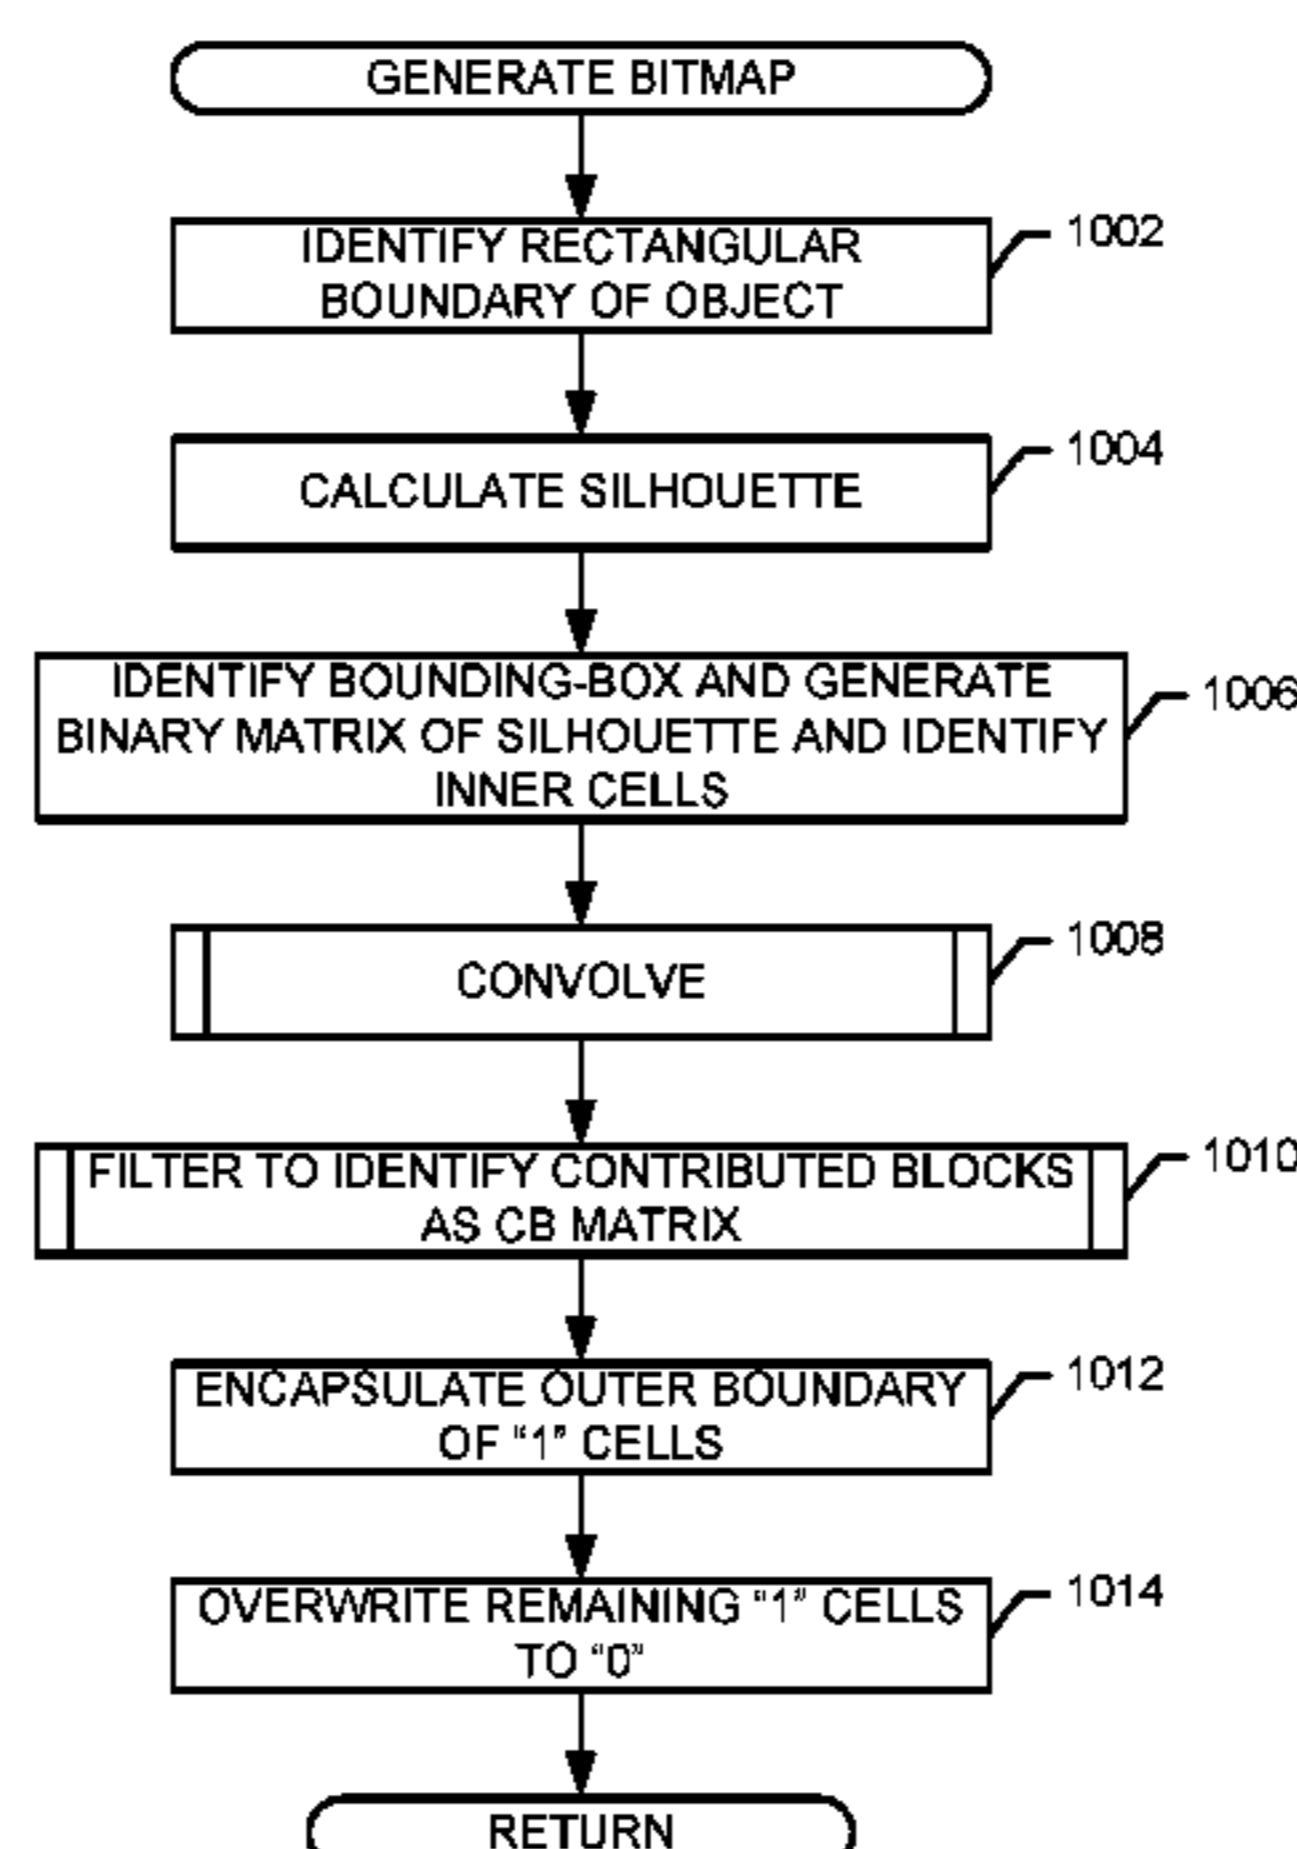 GENERATE BITMAP
IDENTIFY RECTANGULAR
BOUNDARY OF OBJECT
1002
CALCULATE SILHOUETTE
1004
IDENTIFY BOUNDING-BOX AND GENERATE
BINARY MATRIX OF SILHOUETTE AND IDENTIFY
INNER CELLS
1006
CONVOLVE
1008
FILTER TO IDENTIFY CONTRIBUTED BLOCKS
AS CB MATRIX
1010
ENCAPSULATE OUTER BOUNDARY
OF “1” CELLS
1012
OVERWRITE REMAINING “1” CELLS
TO “0”
1014
RETURN